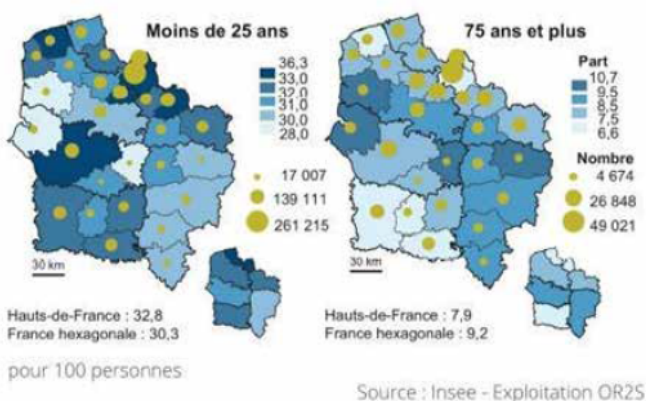 Moins de 25 ans
36,3
33,0
32,0
31,0
30,0
28,0
17 007
139 111
261 215
30 km
Hauts-de-France : 32,8
France hexagonale : 30,3
75 ans et plus
Part
10,7
9,5
8,5
7,5
6,6
Nombre
4 674
26 848
49 021
30 km
Hauts-de-France : 7,9
France hexagonale : 9,2
pour 100 personnes
Source : Insee - Exploitation OR2S